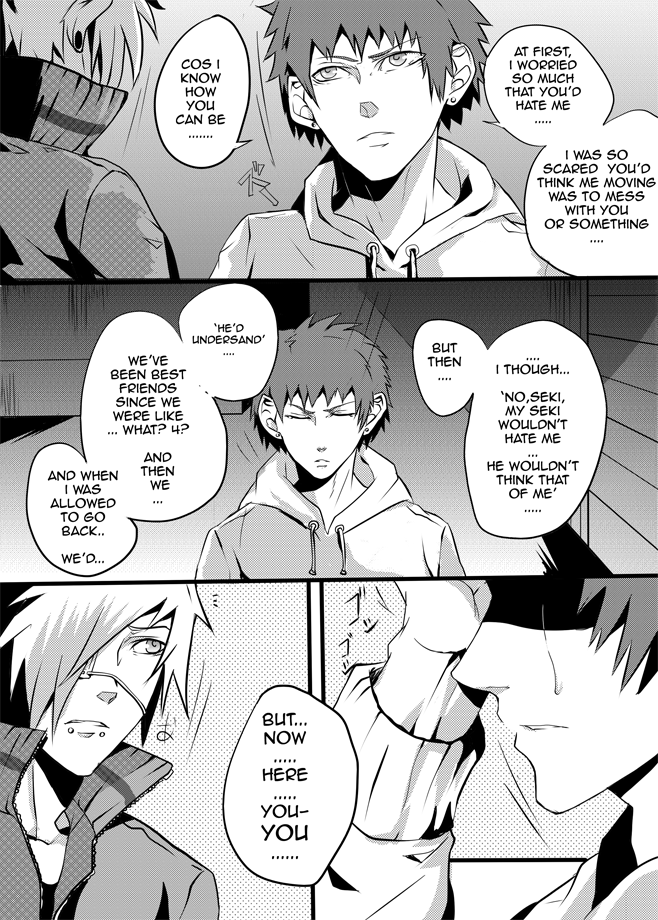 AT FIRST,
I WORRIED
SO MUCH
THAT YOU'D
HATE ME
.....
I WAS SO
SCARED YOU'D
THINK ME MOVING
WAS TO MESS
WITH YOU
OR SOMETHING
....
COS I
KNOW
HOW
YOU
CAN BE
.......
BUT
THEN
....
....
I THOUGH...
'NO,SEKI,
MY SEKI
WOULDN'T
HATE ME
...
HE WOULDN'T
THINK THAT
OF ME'
.....
'HE'D
UNDERSAND'
....
WE'VE
BEEN BEST
FRIENDS
SINCE WE
WERE LIKE
... WHAT? 4?
AND
THEN
WE
...
AND WHEN
I WAS
ALLOWED
TO GO
BACK..
WE'D...
BUT...
NOW
.....
HERE
.....
YOU-
YOU
......